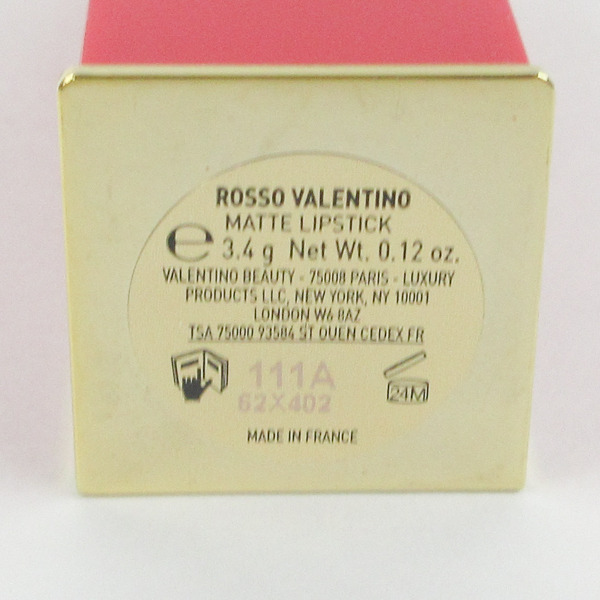 ROSSO VALENTINO
MATTE LIPSTICK
e 3.4 g Net Wt. 0.12 oz.
VALENTINO BEAUTY - 75008 PARIS - LUXURY
PRODUCTS LLC, NEW YORK, NY 10001
LONDON W6 8AZ
TSA 75000 93584 ST OUEN CEDEX FR
111A
62X402
24M
MADE IN FRANCE